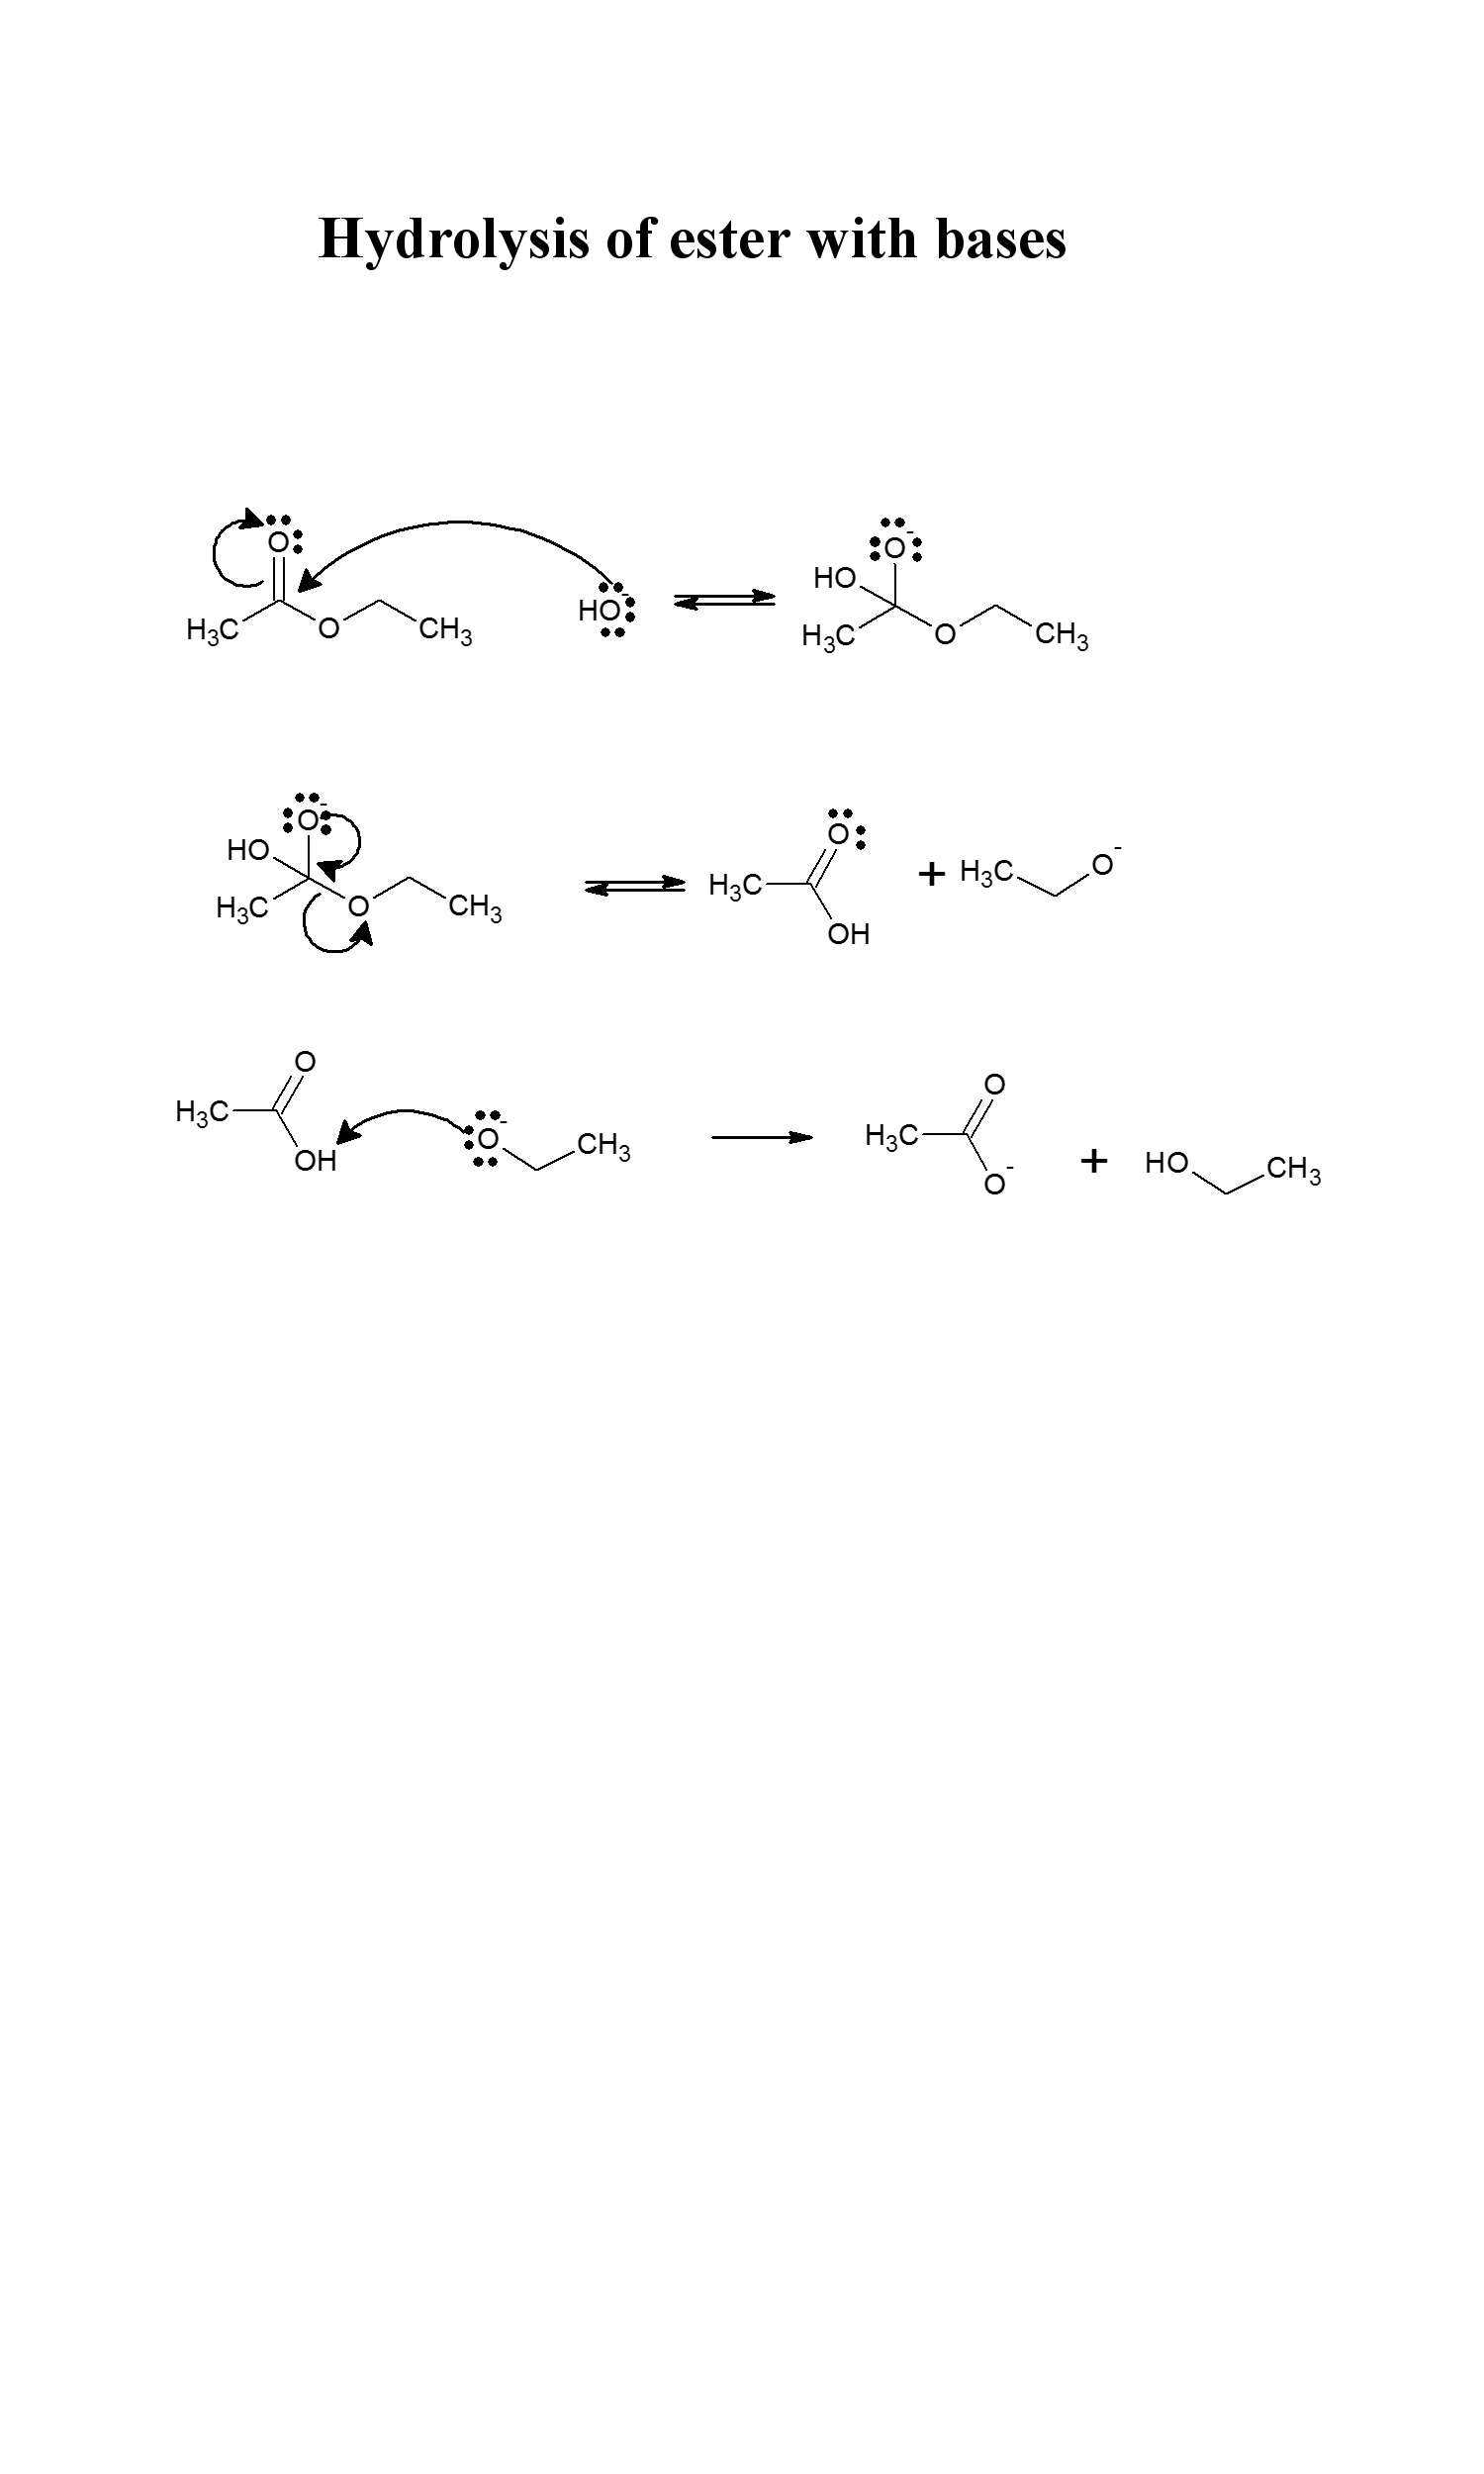 Hydrolysis of ester with bases
O
H₃C O CH₃ HO⁻ ⇌ HO O⁻
H₃C O CH₃
HO O⁻
H₃C O CH₃ ⇌ H₃C O OH + H₃C O⁻
H₃C O OH O⁻ CH₃ → H₃C O O⁻ + HO CH₃